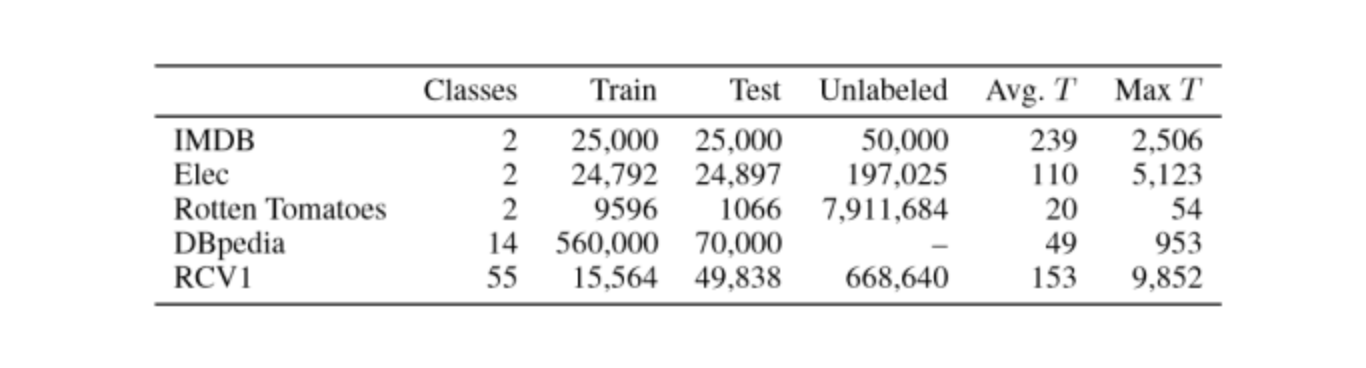 Classes Train Test Unlabeled Avg. T Max T
IMDB 2 25,000 25,000 50,000 239 2,506
Elec 2 24,792 24,897 197,025 110 5,123
Rotten Tomatoes 2 9596 1066 7,911,684 20 54
DBpedia 14 560,000 70,000 – 49 953
RCV1 55 15,564 49,838 668,640 153 9,852